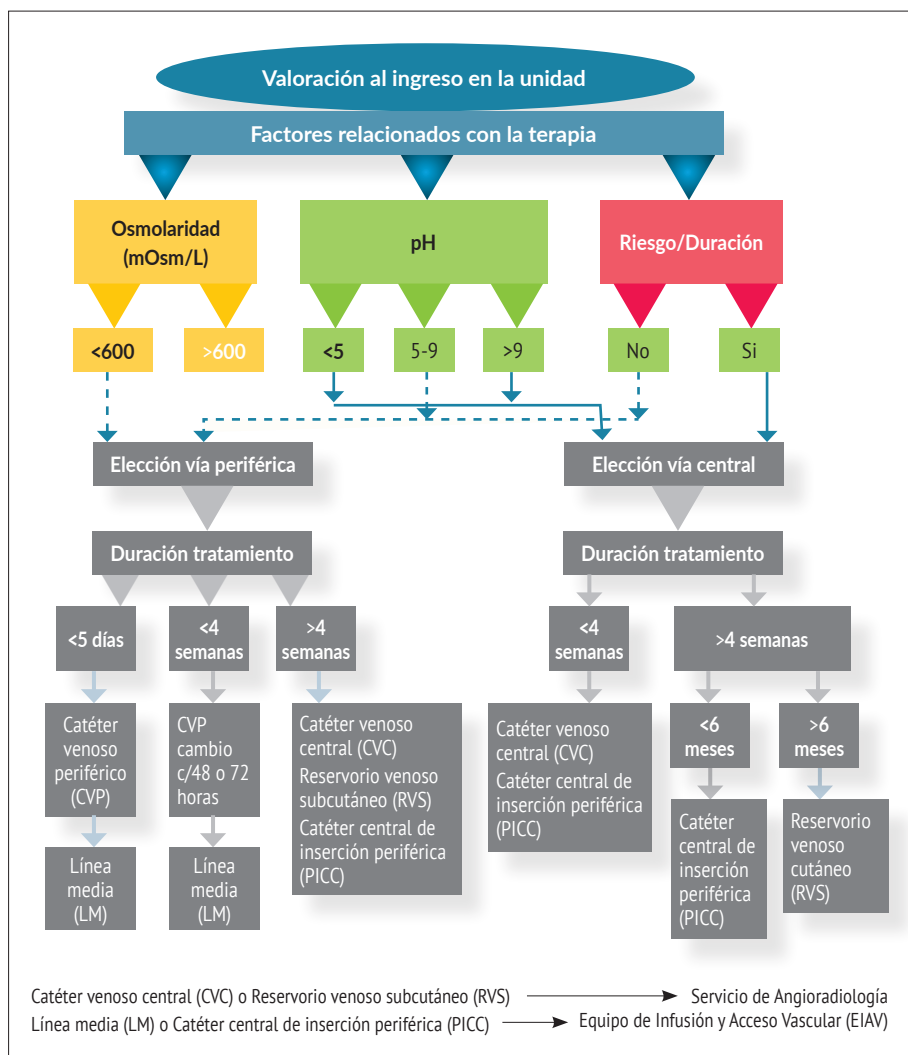 Valoración al ingreso en la unidad
Factores relacionados con la terapia
Osmolaridad
(mOsm/L)
pH
Riesgo/Duración
<600
>600
<5
5-9
>9
No
Si
Elección vía periférica
Elección vía central
Duración tratamiento
Duración tratamiento
<5 días
<4
semanas
>4
semanas
<4
semanas
>4 semanas
Catéter
venoso
periférico
(CVP)
CVP
cambio
c/48 o 72
horas
Catéter venoso
central (CVC)
Reservorio venoso
subcutáneo (RVS)
Catéter central de
inserción periférica
(PICC)
Catéter venoso
central (CVC)
Catéter central de
inserción periférica
(PICC)
<6
meses
>6
meses
Línea
media
(LM)
Línea
media
(LM)
Catéter
central de
inserción
periférica
(PICC)
Reservorio
venoso
cutáneo
(RVS)
Catéter venoso central (CVC) o Reservorio venoso subcutáneo (RVS) Servicio de Angioradiología
Línea media (LM) o Catéter central de inserción periférica (PICC) Equipo de Infusión y Acceso Vascular (EIAV)